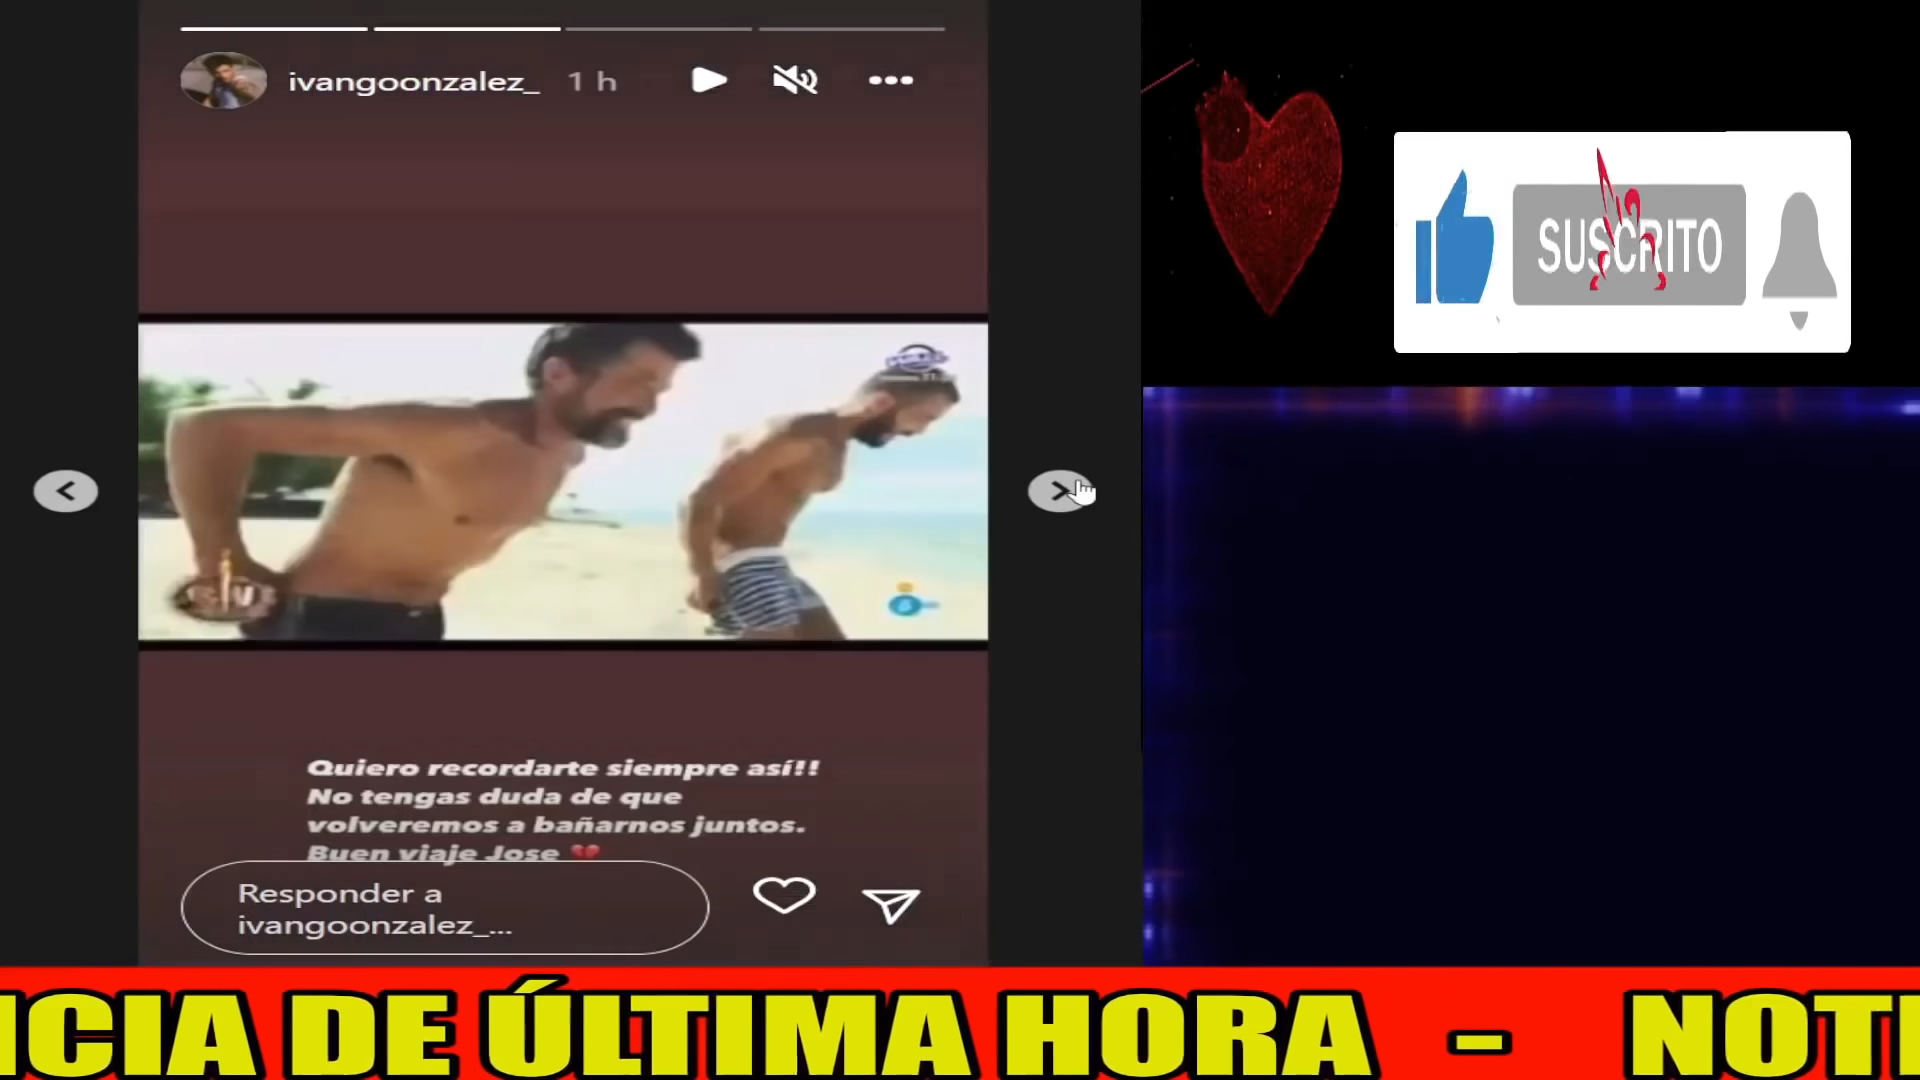 ivangoonzalez_ 1 h
SUSCRITO
Quiero recordarte siempre así!!
No tengas duda de que
volveremos a bañarnos juntos.
Buen viaje Jose 💔
Responder a
ivangoonzalez_...
ICIA DE ÚLTIMA HORA - NOTI